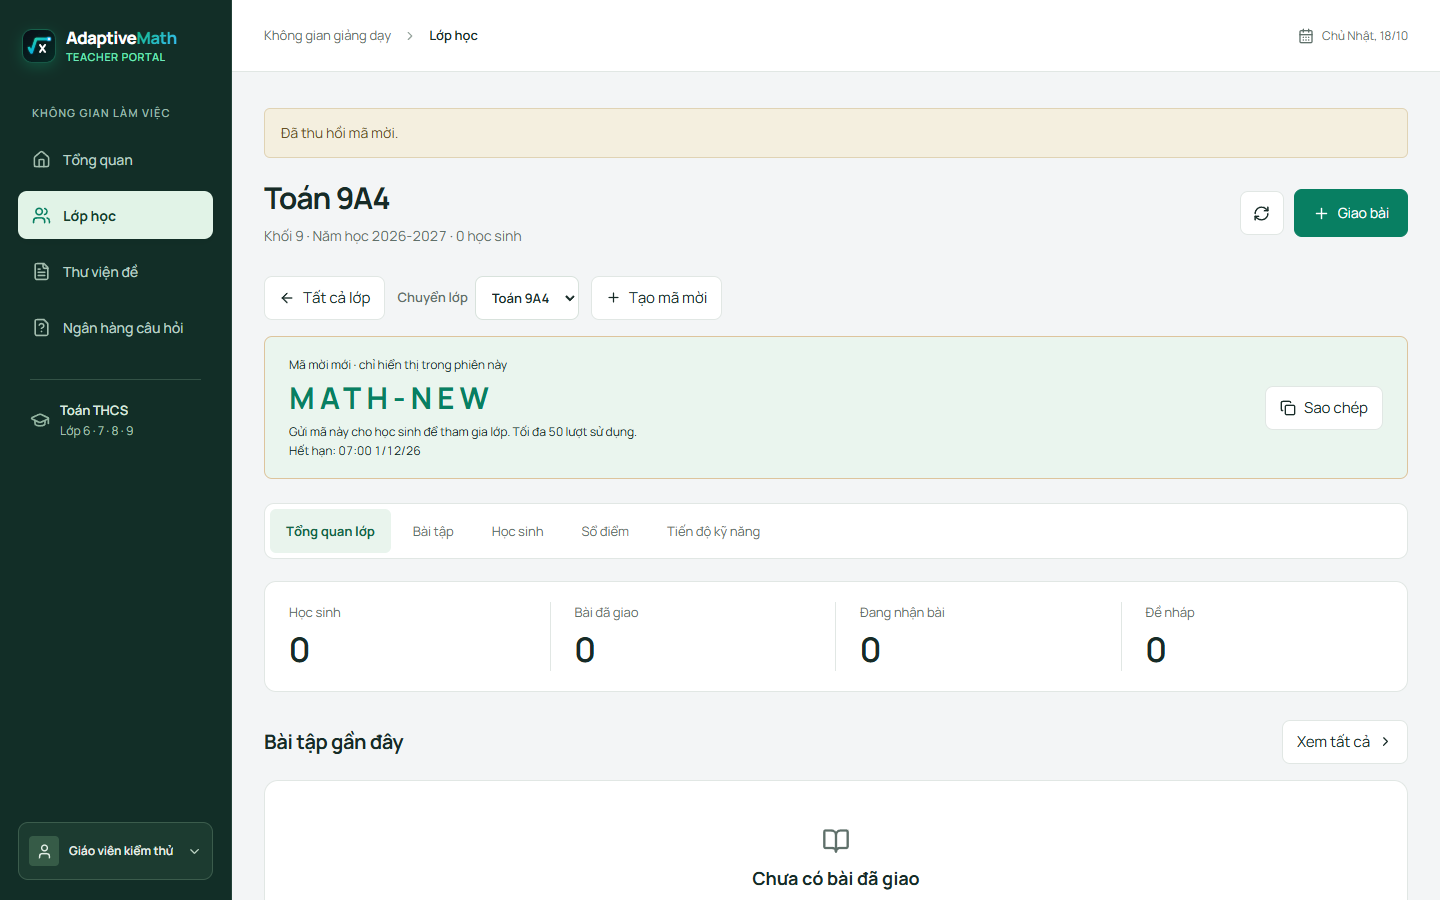 AdaptiveMath
TEACHER PORTAL
KHÔNG GIAN LÀM VIỆC
Tổng quan
Lớp học
Thư viện đề
Ngân hàng câu hỏi
Toán THCS
Lớp 6 · 7 · 8 · 9
Giáo viên kiểm thử
Không gian giảng dạy > Lớp học
Chủ Nhật, 18/10
Đã thu hồi mã mời.
Toán 9A4
Khối 9 · Năm học 2026-2027 · 0 học sinh
Giao bài
Tất cả lớp
Chuyển lớp
Toán 9A4
Tạo mã mời
Mã mời mới · chỉ hiển thị trong phiên này
MATH-NEW
Gửi mã này cho học sinh để tham gia lớp. Tối đa 50 lượt sử dụng.
Hết hạn: 07:00 1/12/26
Sao chép
Tổng quan lớp
Bài tập
Học sinh
Sổ điểm
Tiến độ kỹ năng
Học sinh
0
Bài đã giao
0
Đang nhận bài
0
Đề nháp
0
Bài tập gần đây
Xem tất cả
Chưa có bài đã giao